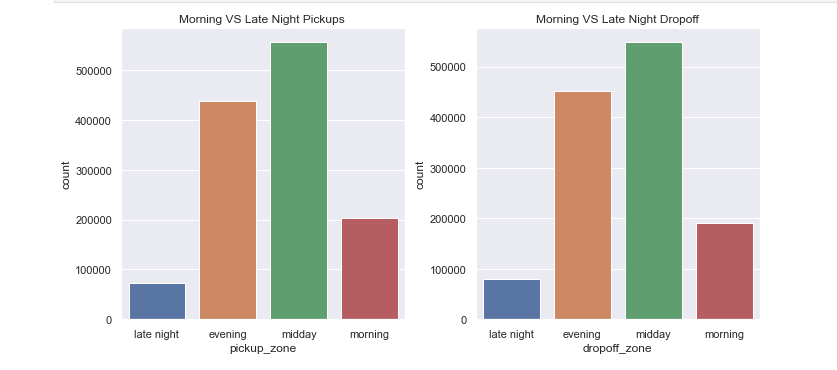 Morning VS Late Night Pickups
500000
400000
300000
200000
100000
0
count
late night evening midday morning
pickup_zone
Morning VS Late Night Dropoff
500000
400000
300000
200000
100000
0
count
late night evening midday morning
dropoff_zone